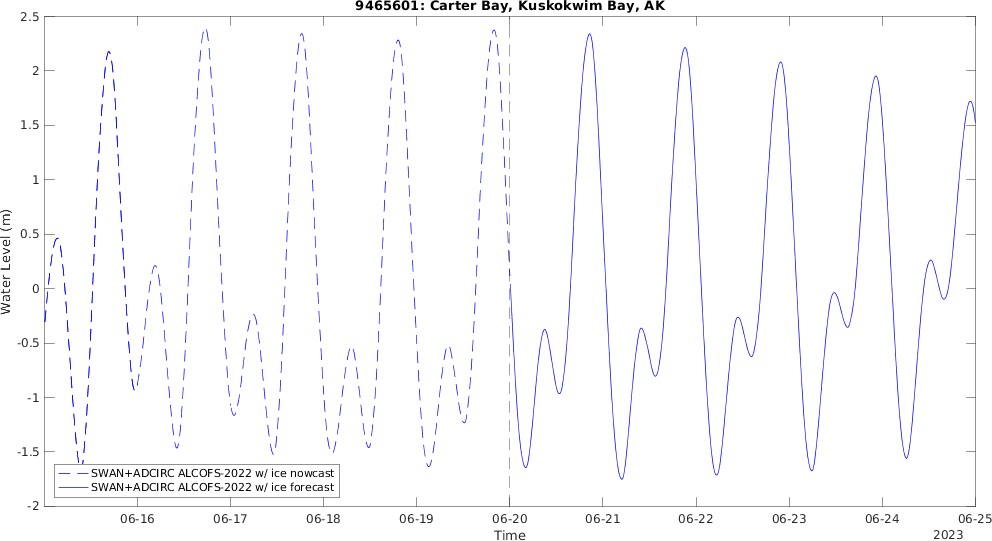 9465601: Carter Bay, Kuskokwim Bay, AK
2.5
2
1.5
1
0.5
0
-0.5
-1
-1.5
-2
Water Level (m)
SWAN+ADCIRC ALCOFS-2022 w/ ice nowcast
SWAN+ADCIRC ALCOFS-2022 w/ ice forecast
06-16 06-17 06-18 06-19 06-20 06-21 06-22 06-23 06-24 06-25
Time
2023